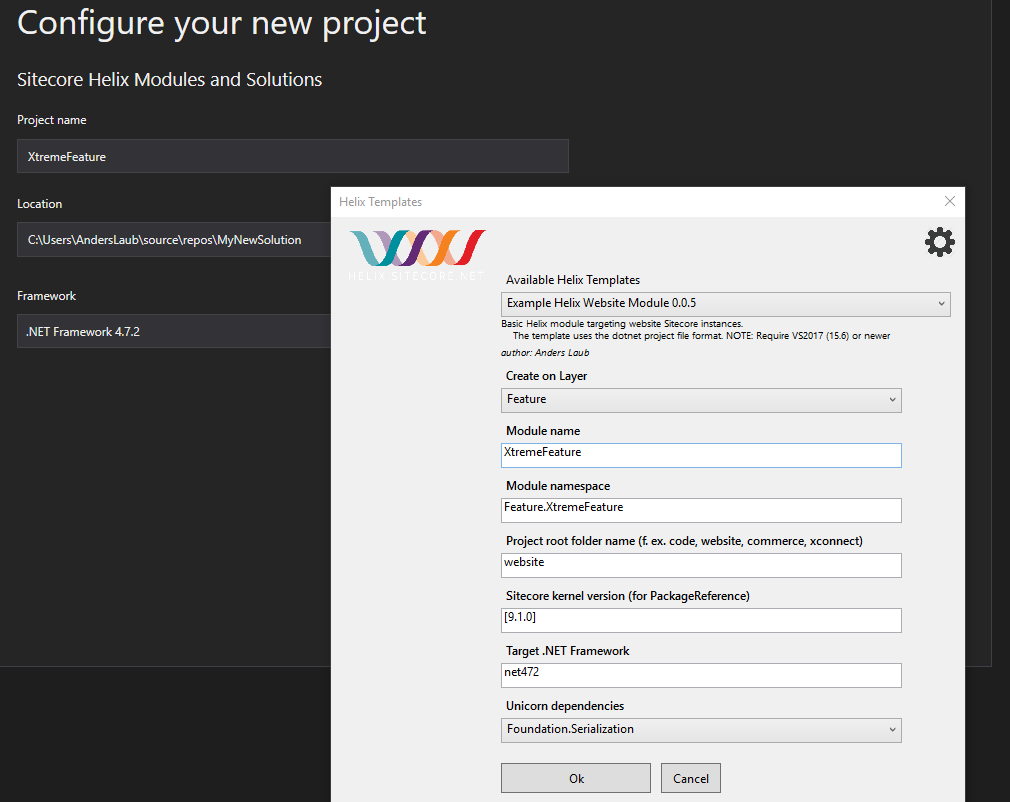 Configure your new project
Sitecore Helix Modules and Solutions
Project name
XtremeFeature
Location
C:\Users\AndersLaub\source\repos\MyNewSolution
Framework
.NET Framework 4.7.2
Helix Templates
HELIX.SITECORE.NET
Available Helix Templates
Example Helix Website Module 0.0.5
Basic Helix module targeting website Sitecore instances.
The template uses the dotnet project file format. NOTE: Require VS2017 (15.6) or newer
author: Anders Laub
Create on Layer
Feature
Module name
XtremeFeature
Module namespace
Feature.XtremeFeature
Project root folder name (f. ex. code, website, commerce, xconnect)
website
Sitecore kernel version (for PackageReference)
[9.1.0]
Target .NET Framework
net472
Unicorn dependencies
Foundation.Serialization
Ok
Cancel